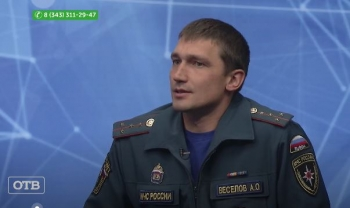 8 (343) 311-29-47
МЧС РОССИИ
ВЕСЕЛОВ А.О
ОТВ